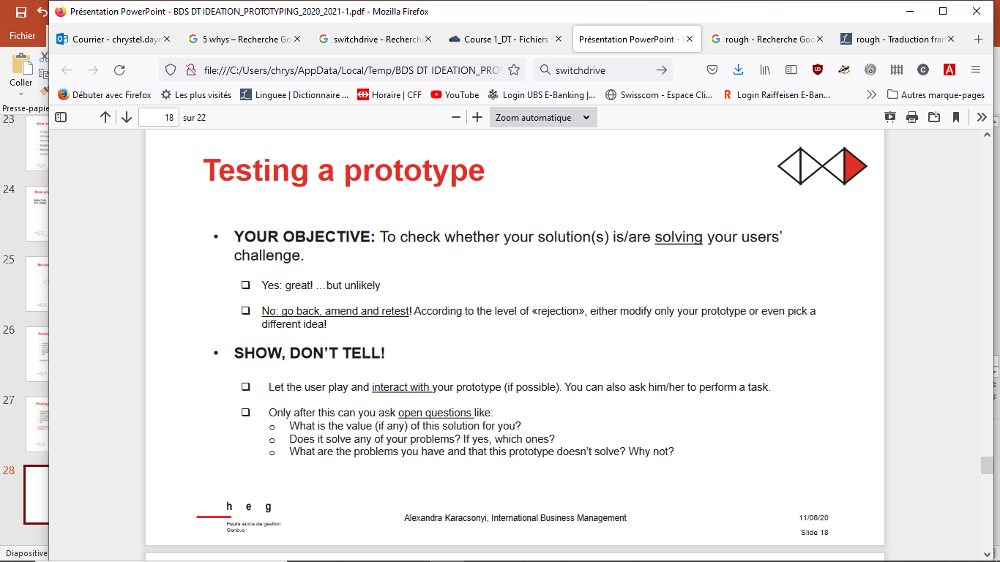 Présentation PowerPoint - BDS DT IDEATION_PROTOTYPING_2020_2021-1.pdf - Mozilla Firefox
Fichier
Courrier - chrystel.daye
5 whys – Recherche Go
switchdrive - Recherch
Course 1_DT - Fichiers -
Présentation PowerPoint -
rough - Recherche Goo
rough - Traduction fran
Coller
file:///C:/Users/chrys/AppData/Local/Temp/BDS DT IDEATION_PROT
switchdrive
Débuter avec Firefox
Les plus visités
Linguee | Dictionnaire ...
Horaire | CFF
YouTube
Login UBS E-Banking |...
Swisscom - Espace Cli...
Login Raiffeisen E-Ban...
Autres marque-pages
Presse-papie
18 sur 22
Zoom automatique
23
24
25
26
27
28
Testing a prototype
• YOUR OBJECTIVE: To check whether your solution(s) is/are solving your users’
challenge.
❑ Yes: great! …but unlikely
❑ No: go back, amend and retest! According to the level of «rejection», either modify only your prototype or even pick a
different idea!
• SHOW, DON’T TELL!
❑ Let the user play and interact with your prototype (if possible). You can also ask him/her to perform a task.
❑ Only after this can you ask open questions like:
o What is the value (if any) of this solution for you?
o Does it solve any of your problems? If yes, which ones?
o What are the problems you have and that this prototype doesn’t solve? Why not?
h e g
Haute école de gestion
Genève
Alexandra Karacsonyi, International Business Management
11/06/20
Slide 18
Diapositive